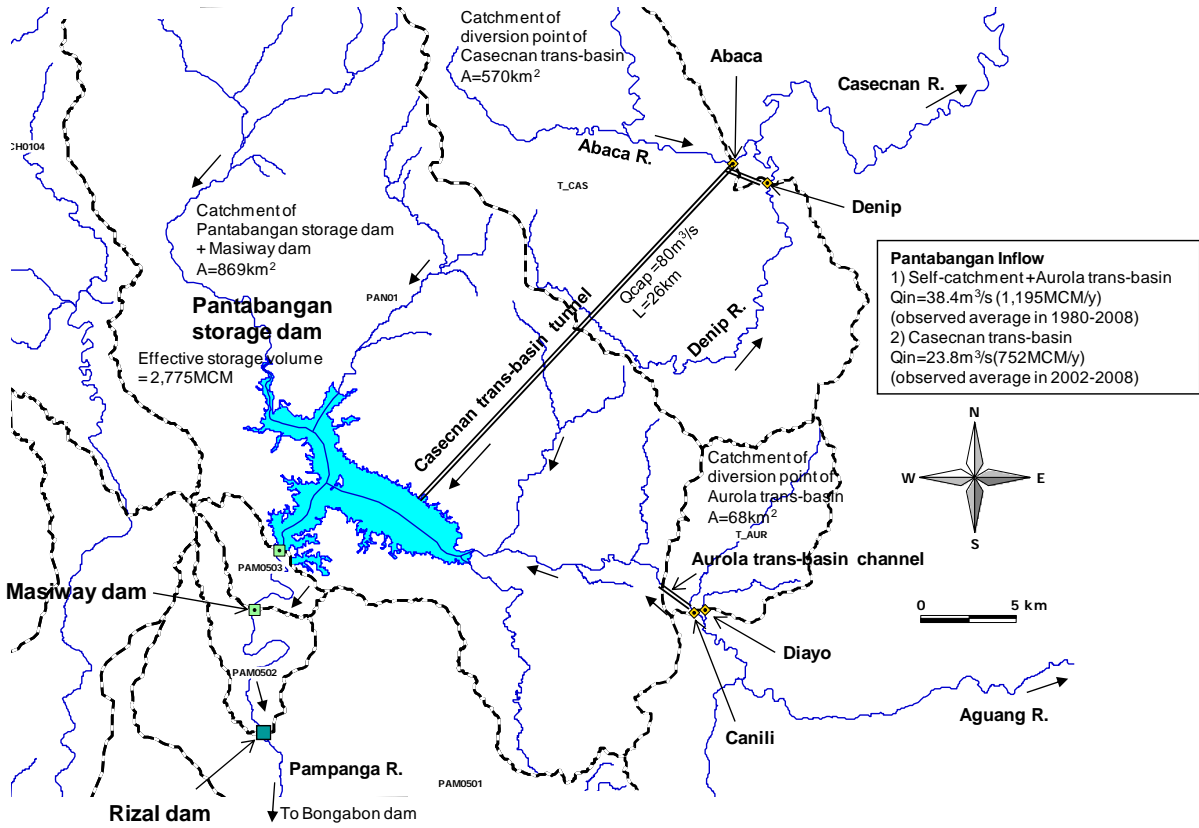 Catchment of
diversion point of
Casecnan trans-basin
A=570km²
Abaca
Casecnan R.
Abaca R.
CH0104
T_CAS
Denip
Catchment of
Pantabangan storage dam
+ Masiway dam
A=869km²
PAN01
Qcap =80m³/s
L=26km
Casecnan trans-basin tunnel
Denip R.
Pantabangan
storage dam
Effective storage volume
=2,775MCM
Pantabangan Inflow
1) Self-catchment+Aurola trans-basin
Qin=38.4m³/s (1,195MCM/y)
(observed average in 1980-2008)
2) Casecnan trans-basin
Qin=23.8m³/s(752MCM/y)
(observed average in 2002-2008)
N
W
E
S
Catchment of
diversion point of
Aurola trans-basin
A=68km²
T_AUR
Aurola trans-basin channel
PAM0503
Masiway dam
0 5 km
Diayo
PAM0502
Aguang R.
Canili
Pampanga R.
PAM0501
Rizal dam
To Bongabon dam